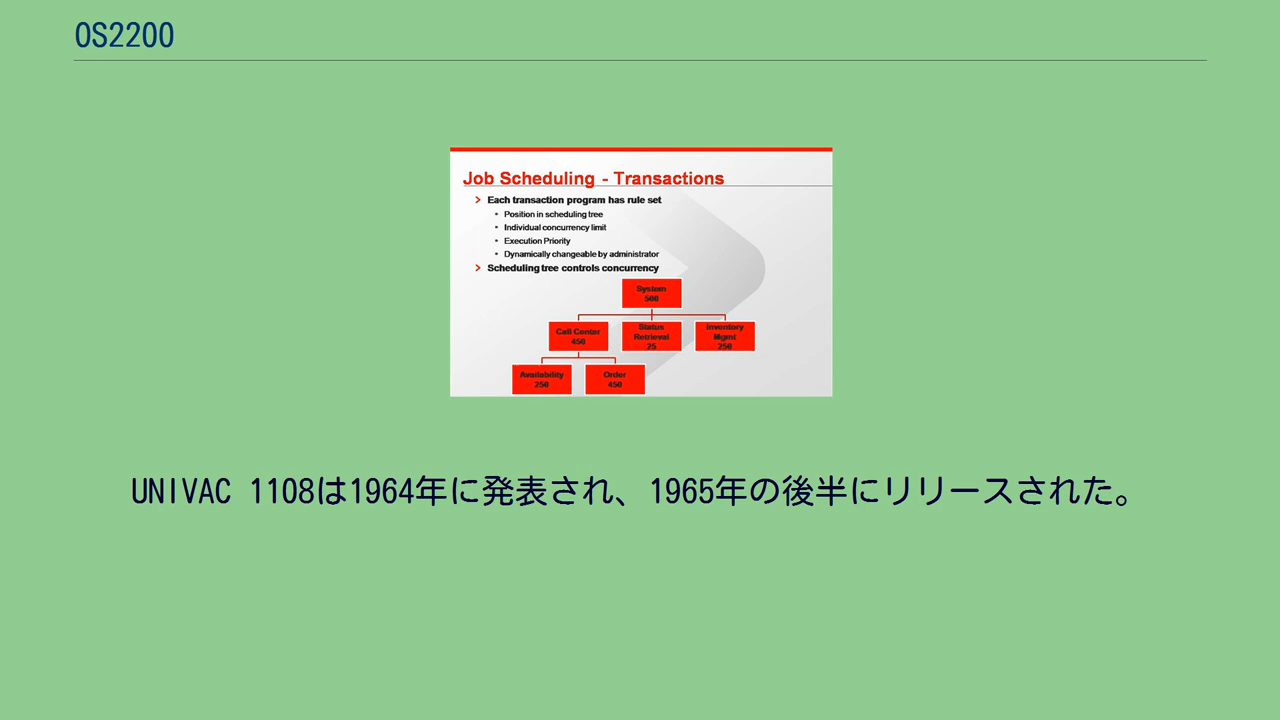 OS2200
Job Scheduling - Transactions
Each transaction program has rule set
Position in scheduling tree
Individual concurrency limit
Execution Priority
Dynamically changeable by administrator
Scheduling tree controls concurrency
System
500
Call Center
450
Status
Retrieval
25
Inventory
Mgmt
250
Availability
250
Order
450
UNIVAC 1108は1964年に発表され、1965年の後半にリリースされた。